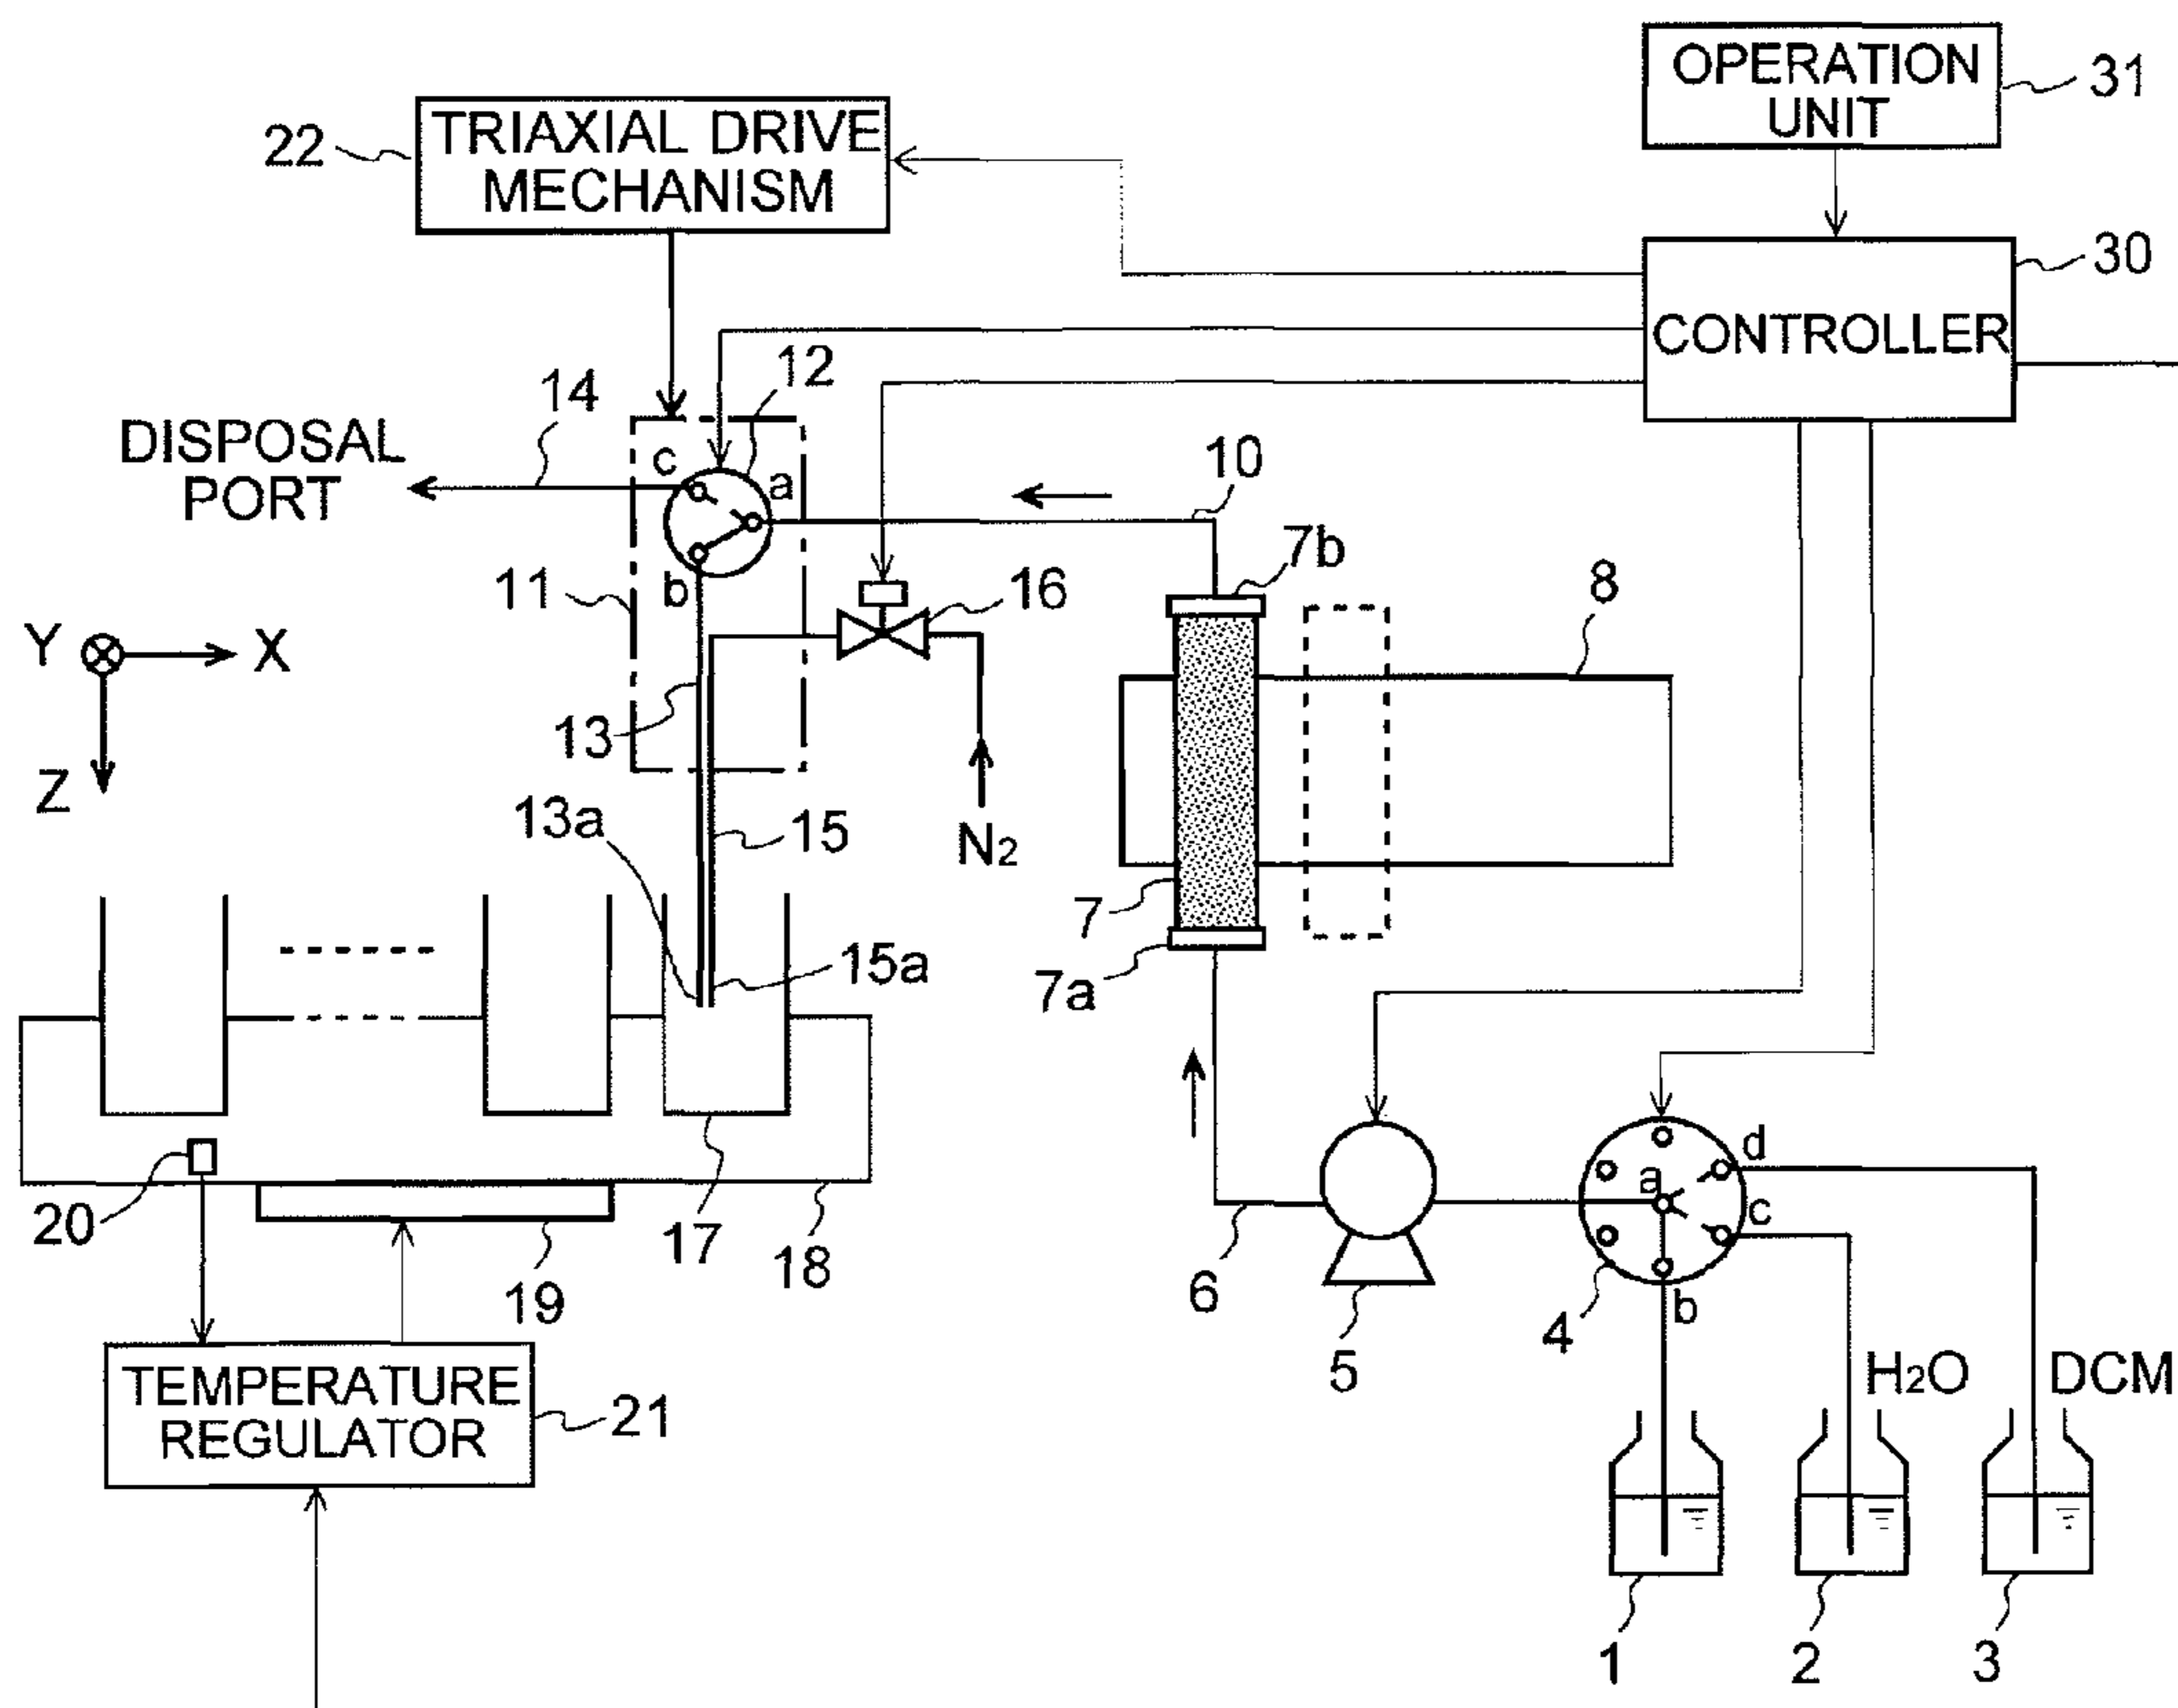 OPERATION
UNIT
31
TRIAXIAL DRIVE
MECHANISM
22
30
CONTROLLER
12
14
DISPOSAL
PORT
c
a
10
7b
b
11
16
8
Y
X
13
Z
13a
15
N2
7
15a
7a
d
a
c
20
17
18
19
6
4
b
5
H2O
DCM
TEMPERATURE
REGULATOR
21
1
2
3